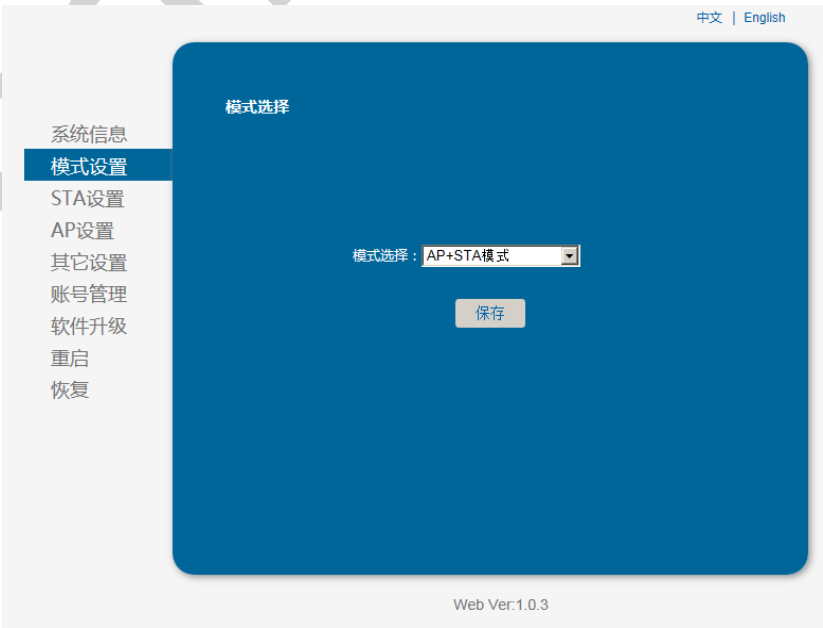 中文 | English
模式选择
系统信息
模式设置
STA设置
AP设置
其它设置
账号管理
软件升级
重启
恢复
模式选择：AP+STA模式
保存
Web Ver:1.0.3